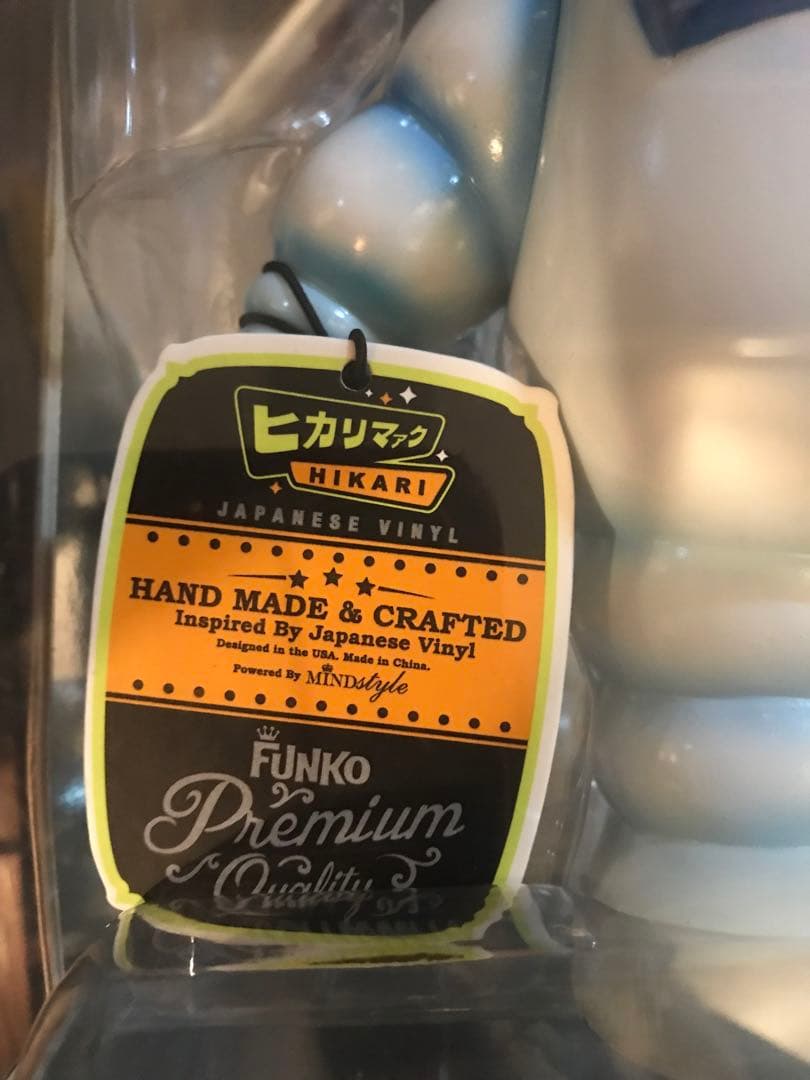 ヒカリマァク
HIKARI
JAPANESE VINYL
HAND MADE & CRAFTED
Inspired By Japanese Vinyl
Designed in the USA. Made in China.
Powered By MINDstyle
FUNKO
Premium
Quality